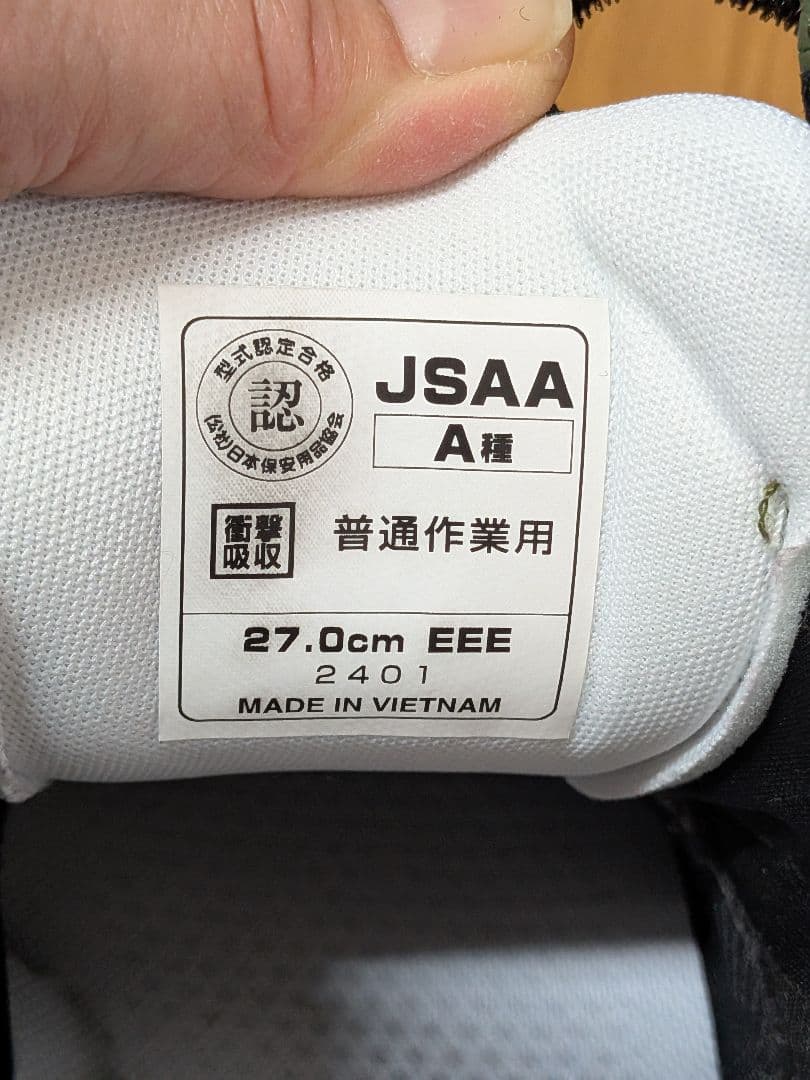 型式認定合格
認
(公社)日本保安用品協会
JSAA
A種
衝撃
吸収
普通作業用
27.0cm EEE
2401
MADE IN VIETNAM